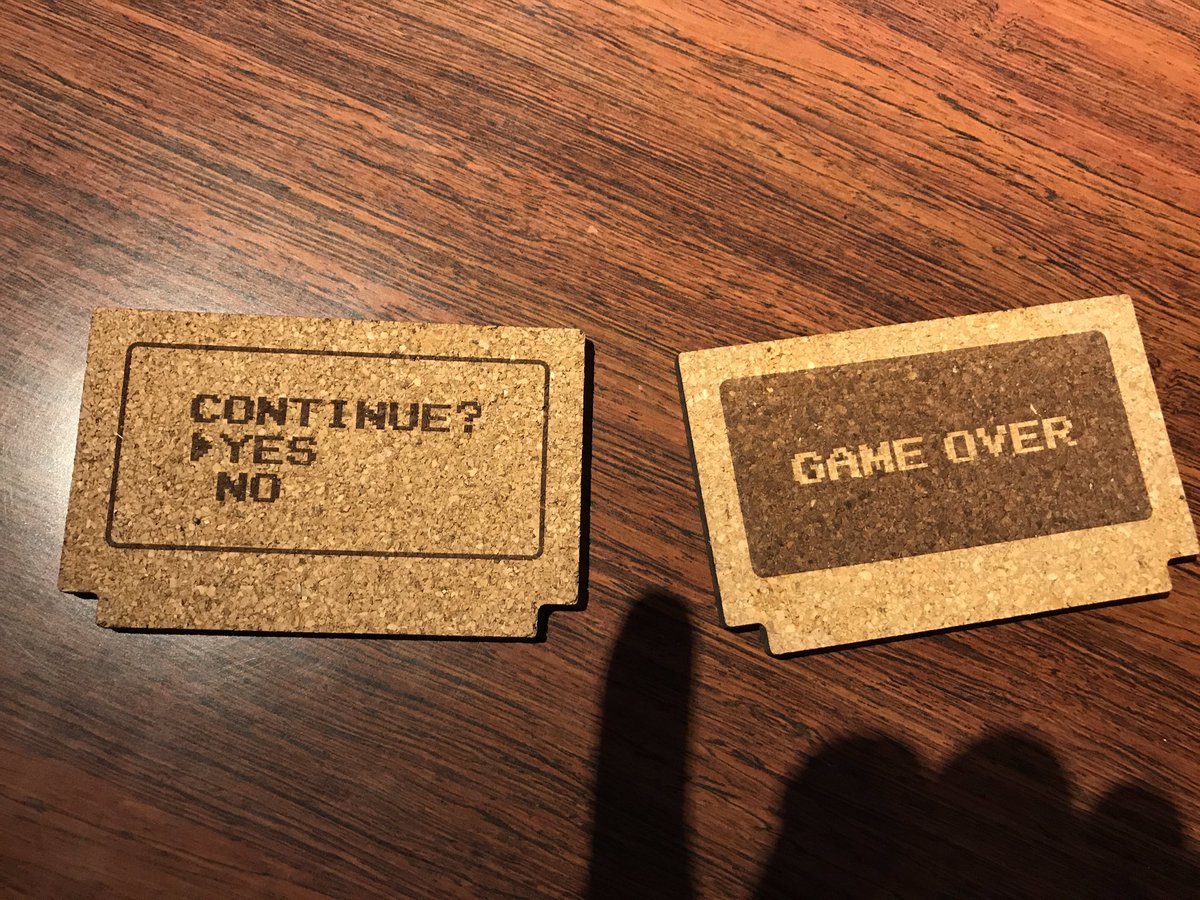 CONTINUE?
▶YES
NO
GAME OVER